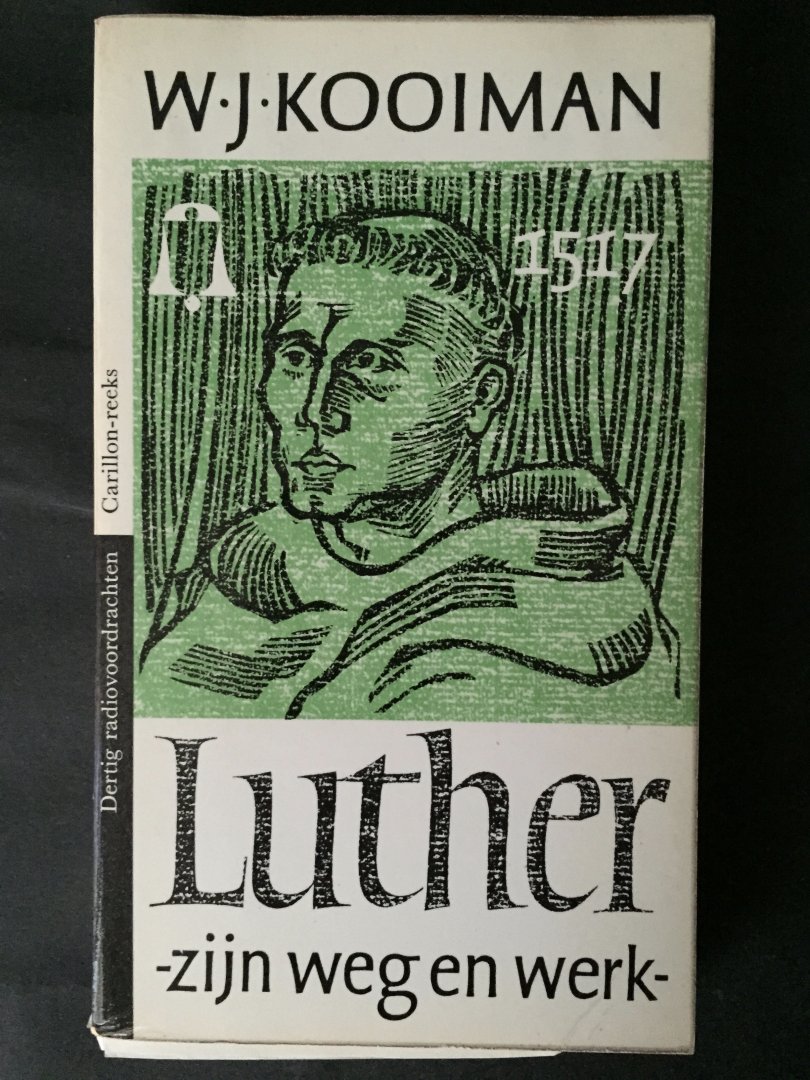 W·J·KOOIMAN
1517
Luther
-zijn weg en werk-
Dertig radiovoordrachten
Carillon-reeks